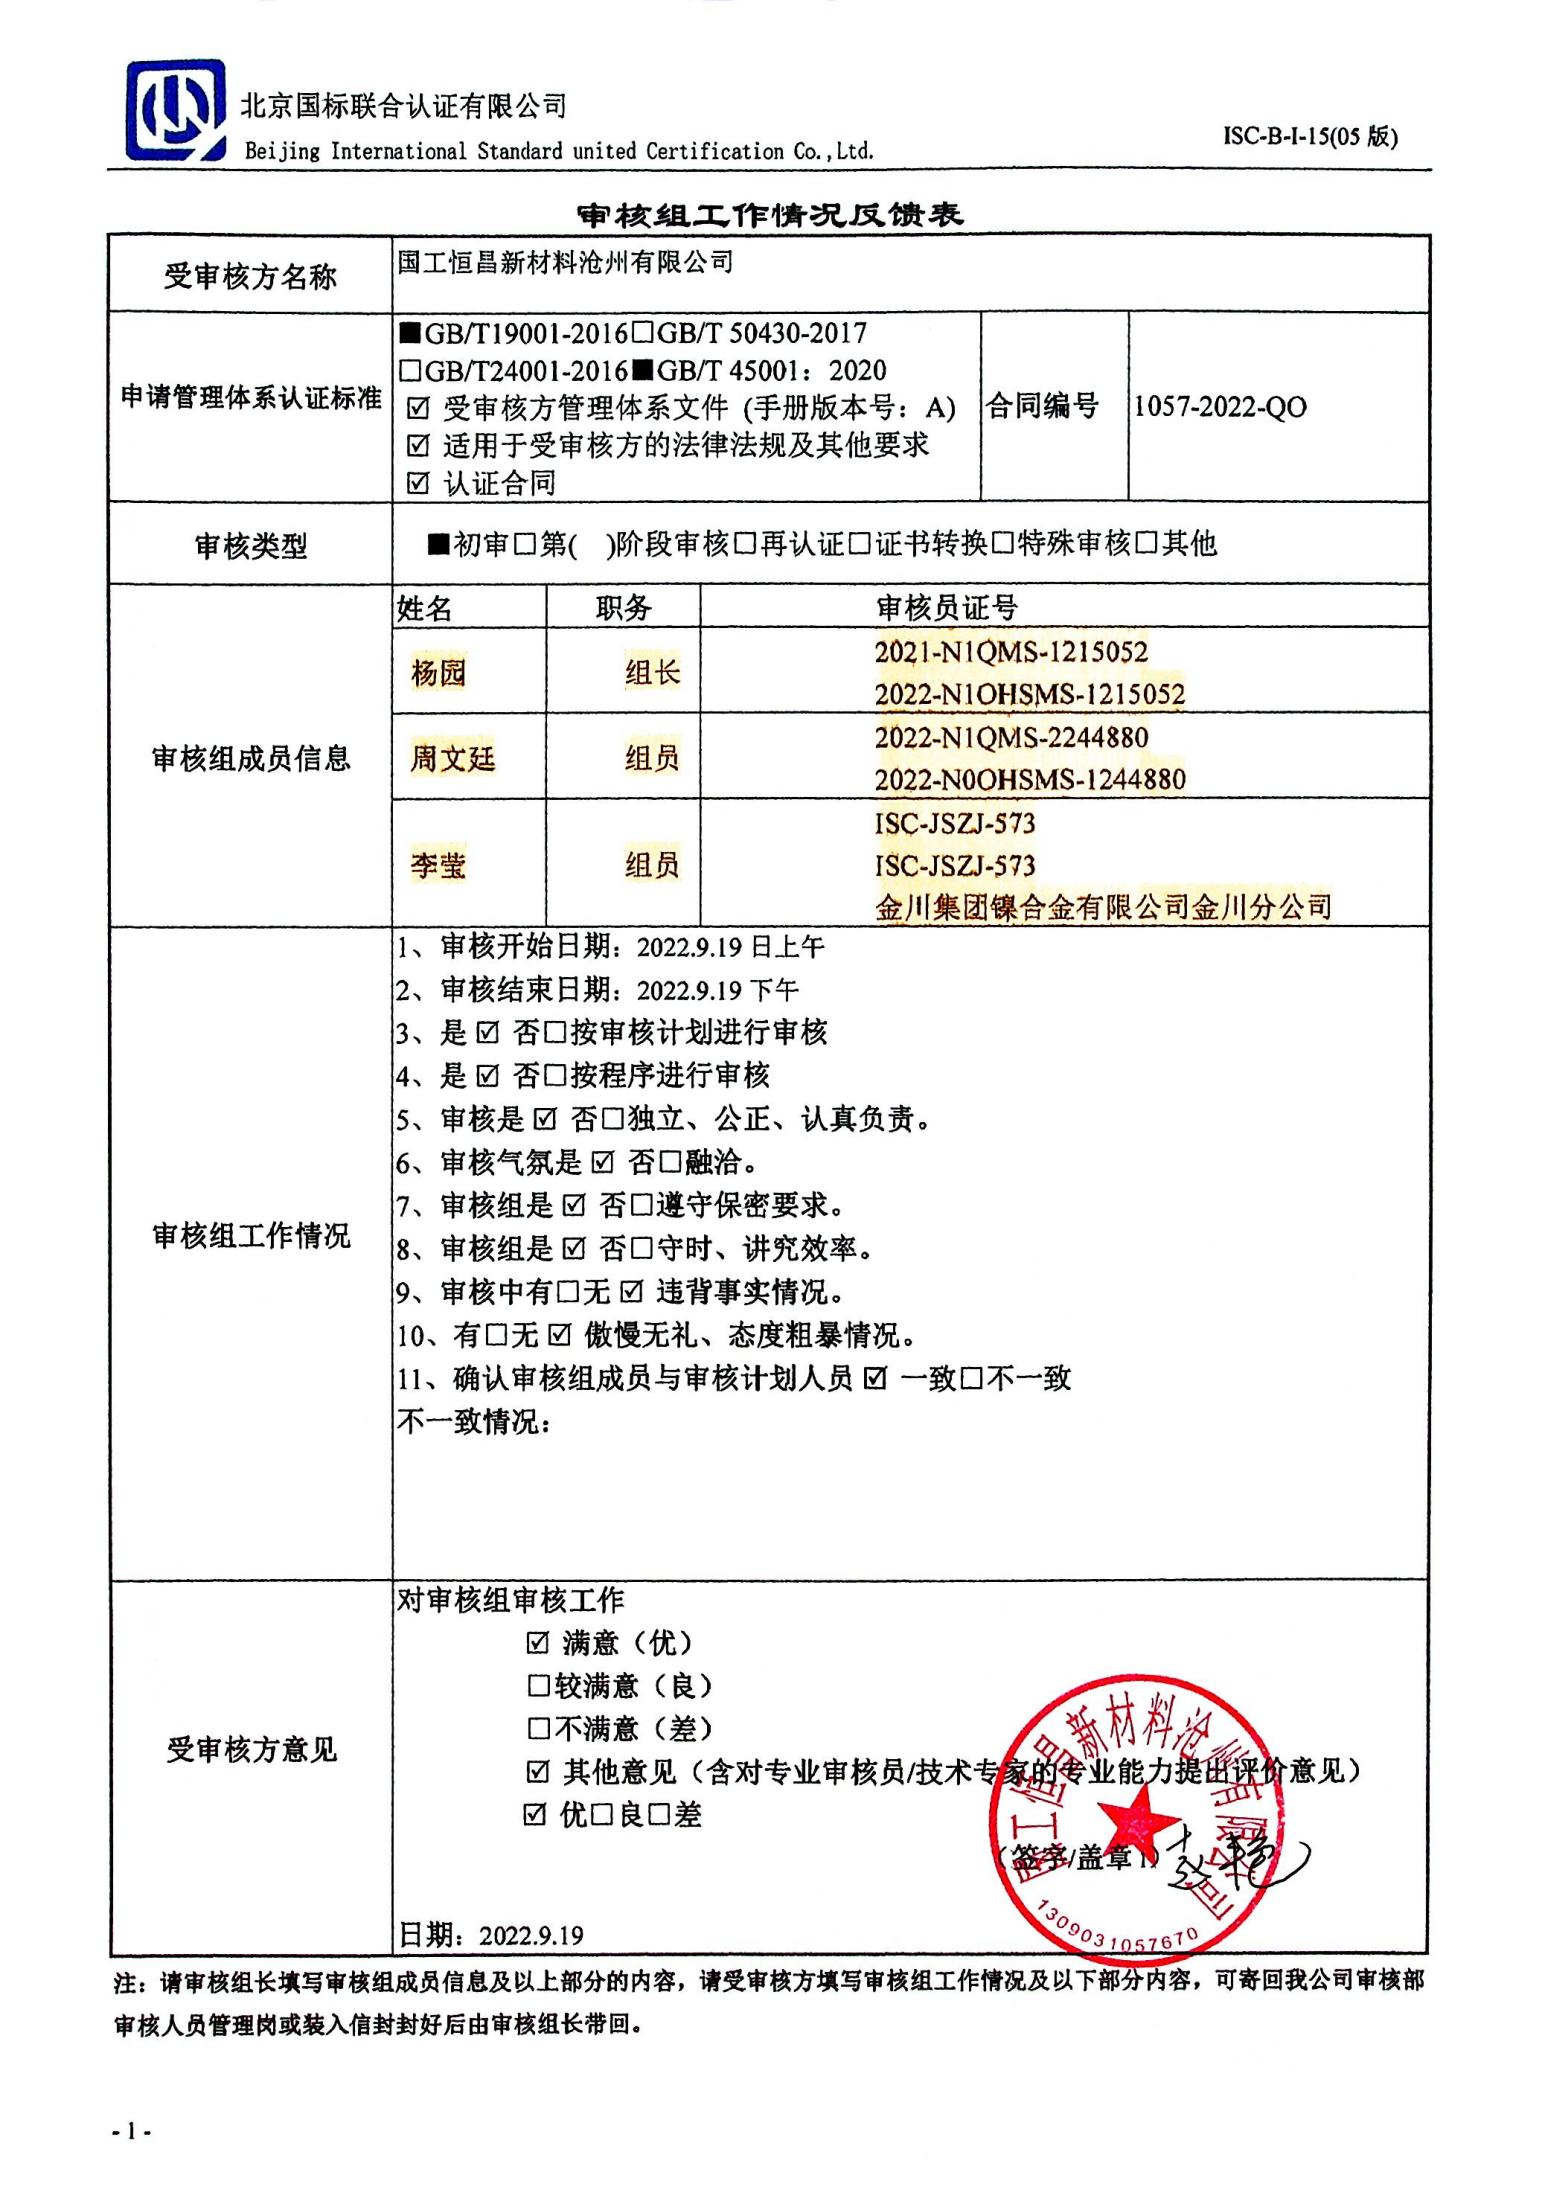 北京国标联合认证有限公司
Beijing International Standard united Certification Co.,Ltd.
ISC-B-I-15(05 版)
审核组工作情况反馈表
受审核方名称
国工恒昌新材料沧州有限公司
申请管理体系认证标准
■GB/T19001-2016□GB/T 50430-2017
□GB/T24001-2016■GB/T 45001：2020
☑ 受审核方管理体系文件 (手册版本号：A)
☑ 适用于受审核方的法律法规及其他要求
☑ 认证合同
合同编号
1057-2022-QO
审核类型
■初审□第( )阶段审核□再认证□证书转换□特殊审核□其他
审核组成员信息
姓名 职务 审核员证号
杨园 组长 2021-N1QMS-1215052
2022-N1OHSMS-1215052
周文廷 组员 2022-N1QMS-2244880
2022-N0OHSMS-1244880
李莹 组员 ISC-JSZJ-573
ISC-JSZJ-573
金川集团镍合金有限公司金川分公司
审核组工作情况
1、审核开始日期：2022.9.19 日上午
2、审核结束日期：2022.9.19 下午
3、是 ☑ 否□按审核计划进行审核
4、是 ☑ 否□按程序进行审核
5、审核是 ☑ 否□独立、公正、认真负责。
6、审核气氛是 ☑ 否□融洽。
7、审核组是 ☑ 否□遵守保密要求。
8、审核组是 ☑ 否□守时、讲究效率。
9、审核中有□无 ☑ 违背事实情况。
10、有□无 ☑ 傲慢无礼、态度粗暴情况。
11、确认审核组成员与审核计划人员 ☑ 一致□不一致
不一致情况：
受审核方意见
对审核组审核工作
☑ 满意（优）
□较满意（良）
□不满意（差）
☑ 其他意见（含对专业审核员/技术专家的专业能力提出评价意见）
☑ 优□良□差
（签字/盖章）
国工恒昌新材料沧州有限公司
1309031057670
日期：2022.9.19
注：请审核组长填写审核组成员信息及以上部分的内容，请受审核方填写审核组工作情况及以下部分内容，可寄回我公司审核部
审核人员管理岗或装入信封封好后由审核组长带回。
- 1 -